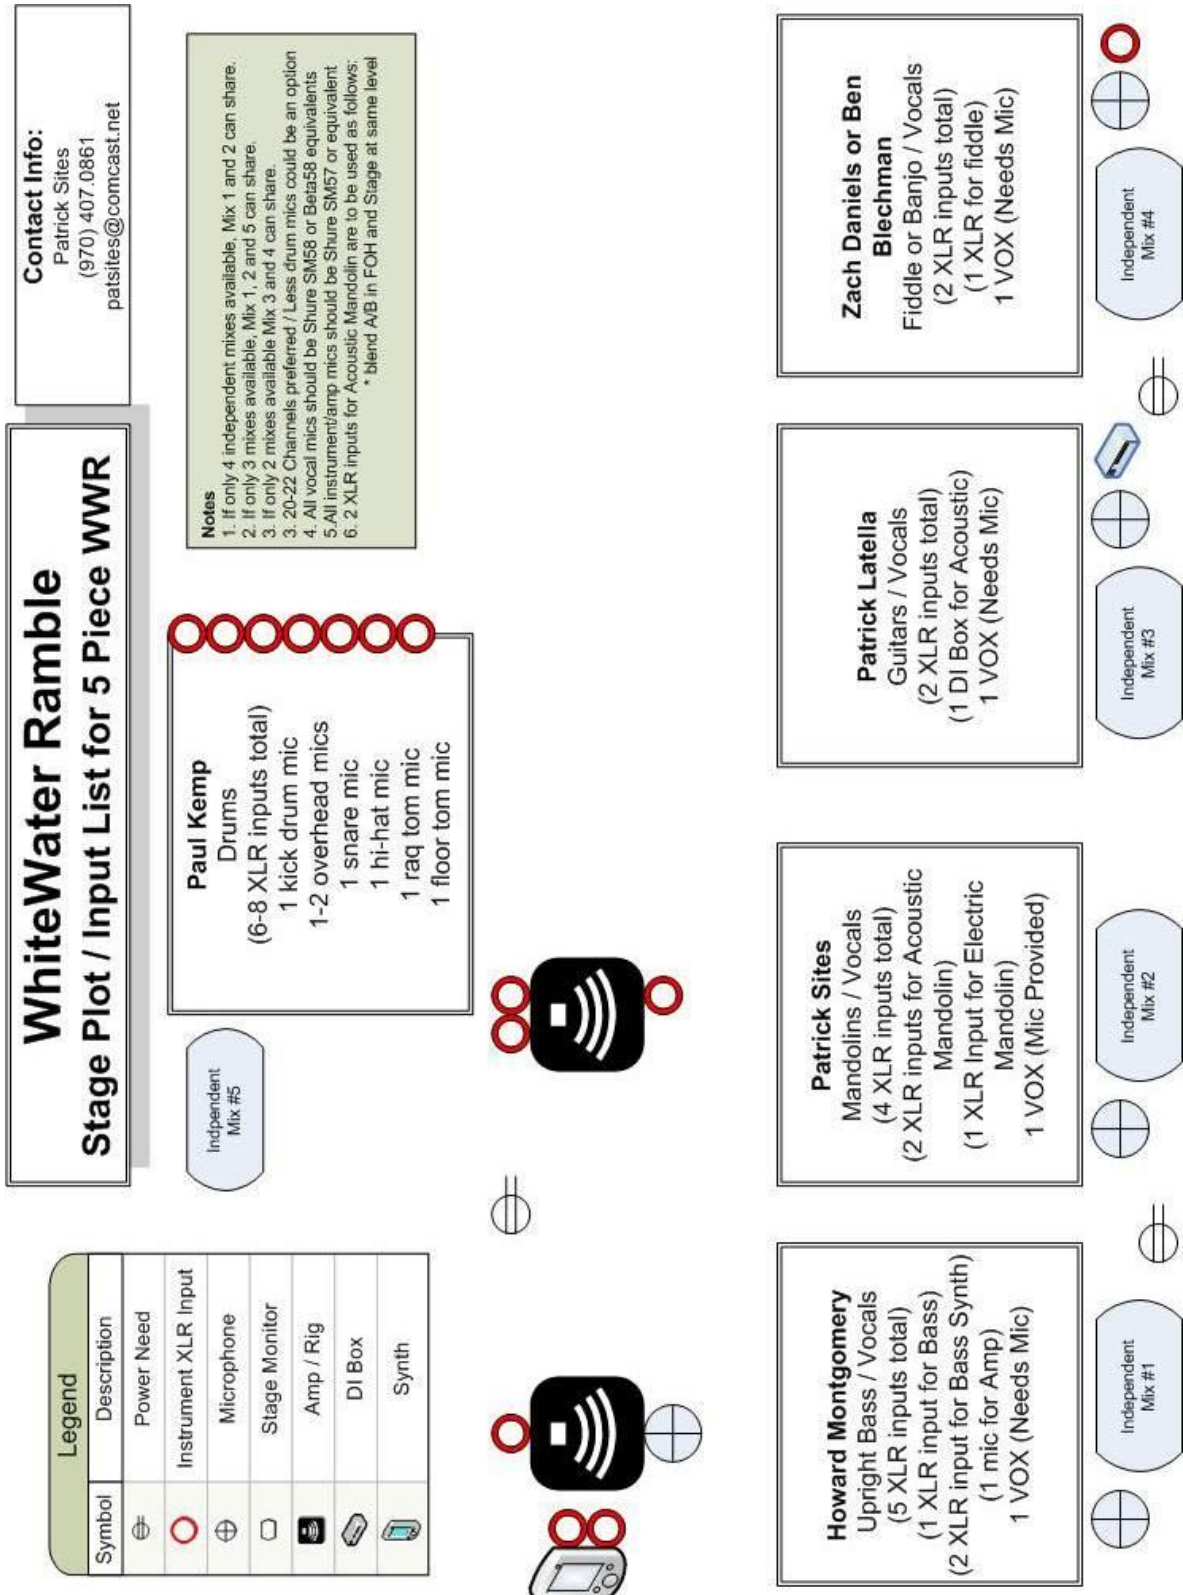 WhiteWater Ramble
Stage Plot / Input List for 5 Piece WWR
Contact Info:
Patrick Sites
(970) 407.0861
patsites@comcast.net
Legend
Symbol Description
Power Need
Instrument XLR Input
Microphone
Stage Monitor
Amp / Rig
DI Box
Synth
Indpendent
Mix #5
Paul Kemp
Drums
(6-8 XLR inputs total)
1 kick drum mic
1-2 overhead mics
1 snare mic
1 hi-hat mic
1 raq tom mic
1 floor tom mic
Notes
1. If only 4 independent mixes available, Mix 1 and 2 can share.
2. If only 3 mixes available, Mix 1, 2 and 5 can share.
3. If only 2 mixes available Mix 3 and 4 can share.
3. 20-22 Channels preferred / Less drum mics could be an option
4. All vocal mics should be Shure SM58 or Beta58 equivalents
5.All instrument/amp mics should be Shure SM57 or equivalent
6. 2 XLR inputs for Acoustic Mandolin are to be used as follows:
* blend A/B in FOH and Stage at same level
Howard Montgomery
Upright Bass / Vocals
(5 XLR inputs total)
(1 XLR input for Bass)
(2 XLR input for Bass Synth)
(1 mic for Amp)
1 VOX (Needs Mic)
Independent
Mix #1
Patrick Sites
Mandolins / Vocals
(4 XLR inputs total)
(2 XLR inputs for Acoustic
Mandolin)
(1 XLR Input for Electric
Mandolin)
1 VOX (Mic Provided)
Independent
Mix #2
Patrick Latella
Guitars / Vocals
(2 XLR inputs total)
(1 DI Box for Acoustic)
1 VOX (Needs Mic)
Independent
Mix #3
Zach Daniels or Ben
Blechman
Fiddle or Banjo / Vocals
(2 XLR inputs total)
(1 XLR for fiddle)
1 VOX (Needs Mic)
Independent
Mix #4